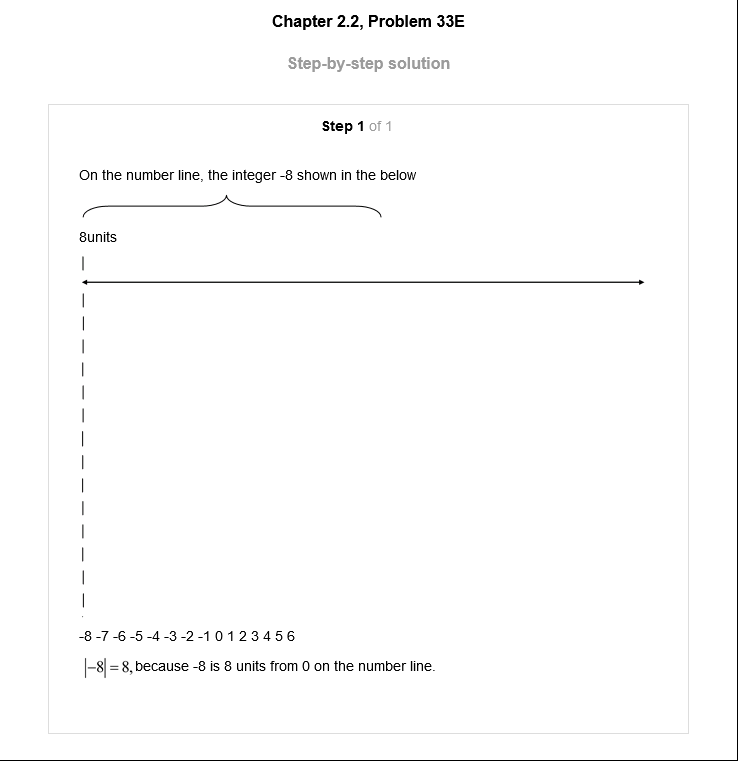 Chapter 2.2, Problem 33E
Step-by-step solution
Step 1 of 1
On the number line, the integer -8 shown in the below
8units
-8 -7 -6 -5 -4 -3 -2 -1 0 1 2 3 4 5 6
|−8| = 8, because -8 is 8 units from 0 on the number line.